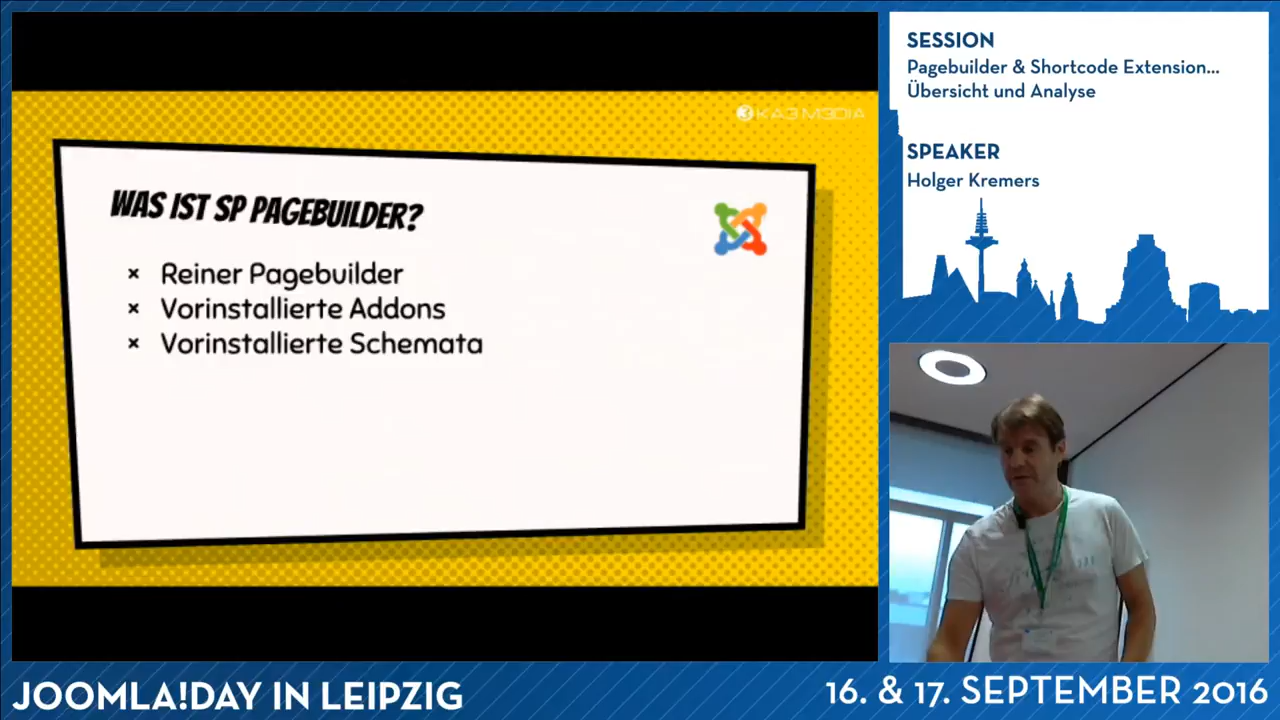 KA3 M3DIA
WAS IST SP PAGEBUILDER?
× Reiner Pagebuilder
× Vorinstallierte Addons
× Vorinstallierte Schemata
SESSION
Pagebuilder & Shortcode Extension...
Übersicht und Analyse
SPEAKER
Holger Kremers
JOOMLA!DAY IN LEIPZIG
16. & 17. SEPTEMBER 2016